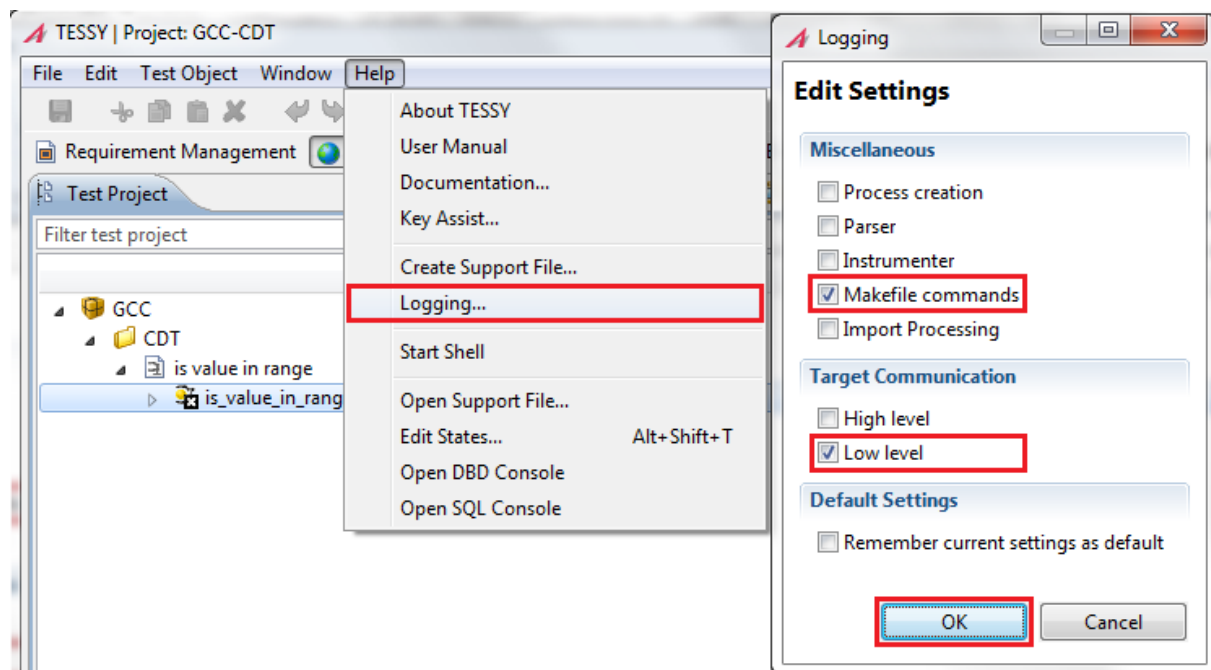 TESSY | Project: GCC-CDT
File Edit Test Object Window Help
Requirement Management
Test Project
Filter test project
GCC
CDT
is value in range
is_value_in_rang
About TESSY
User Manual
Documentation...
Key Assist...
Create Support File...
Logging...
Start Shell
Open Support File...
Edit States... Alt+Shift+T
Open DBD Console
Open SQL Console
Logging
Edit Settings
Miscellaneous
Process creation
Parser
Instrumenter
Makefile commands
Import Processing
Target Communication
High level
Low level
Default Settings
Remember current settings as default
OK Cancel